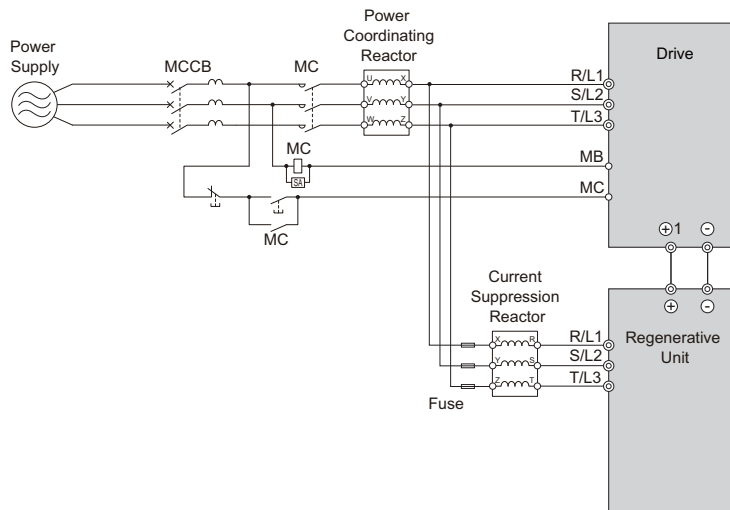 Power
Supply
MCCB
MC
Power
Coordinating
Reactor
U X
V Y
W Z
Drive
R/L1
S/L2
T/L3
MC
SA
MB
MC
MC
+ 1 -
Current
Suppression
Reactor
+ -
X R
Y S
Z T
Fuse
R/L1
S/L2
T/L3
Regenerative
Unit